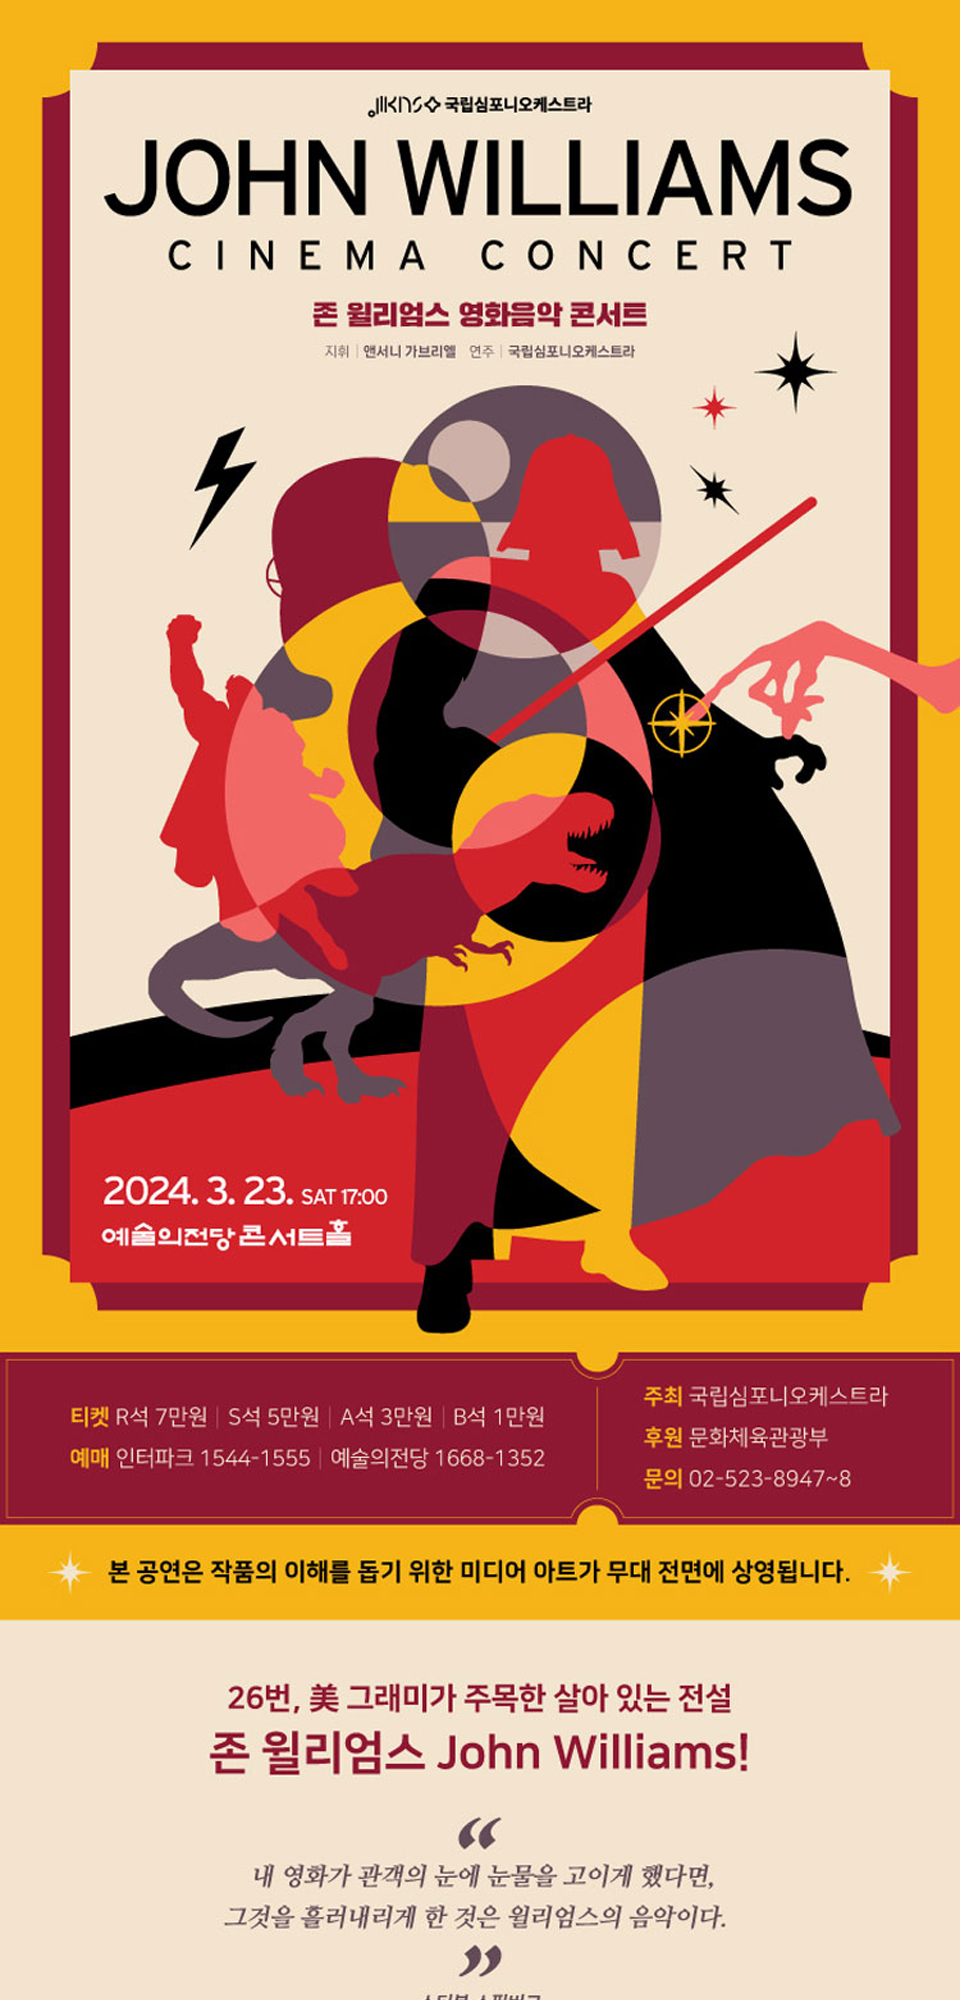 KNSO 국립심포니오케스트라
JOHN WILLIAMS
CINEMA CONCERT
존 윌리엄스 영화음악 콘서트
지휘 | 앤서니 가브리엘 연주 | 국립심포니오케스트라
2024. 3. 23. SAT 17:00
예술의전당 콘서트홀
티켓 R석 7만원 | S석 5만원 | A석 3만원 | B석 1만원
예매 인터파크 1544-1555 | 예술의전당 1668-1352
주최 국립심포니오케스트라
후원 문화체육관광부
문의 02-523-8947~8
본 공연은 작품의 이해를 돕기 위한 미디어 아트가 무대 전면에 상영됩니다.
26번, 美 그래미가 주목한 살아 있는 전설
존 윌리엄스 John Williams!
“
내 영화가 관객의 눈에 눈물을 고이게 했다면,
그것을 흘러내리게 한 것은 윌리엄스의 음악이다.
”